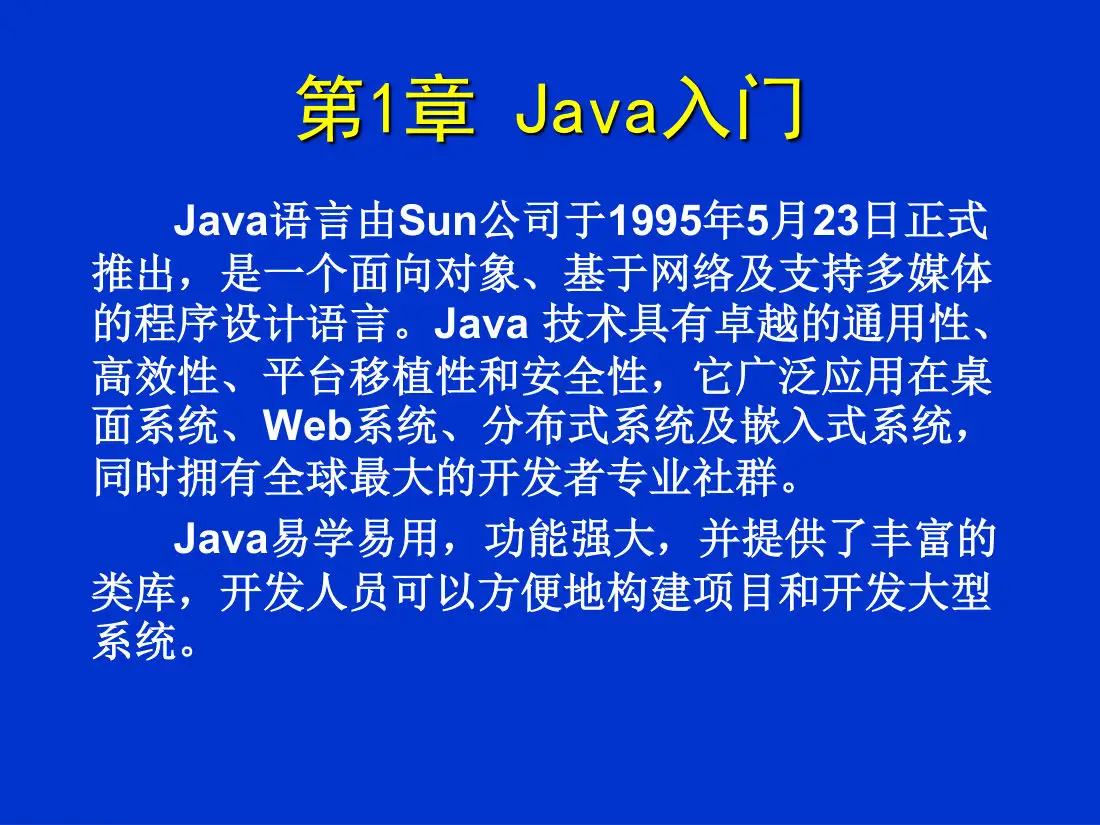 第1章 Java入门
Java语言由Sun公司于1995年5月23日正式
推出，是一个面向对象、基于网络及支持多媒体
的程序设计语言。Java 技术具有卓越的通用性、
高效性、平台移植性和安全性，它广泛应用在桌
面系统、Web系统、分布式系统及嵌入式系统，
同时拥有全球最大的开发者专业社群。
Java易学易用，功能强大，并提供了丰富的
类库，开发人员可以方便地构建项目和开发大型
系统。